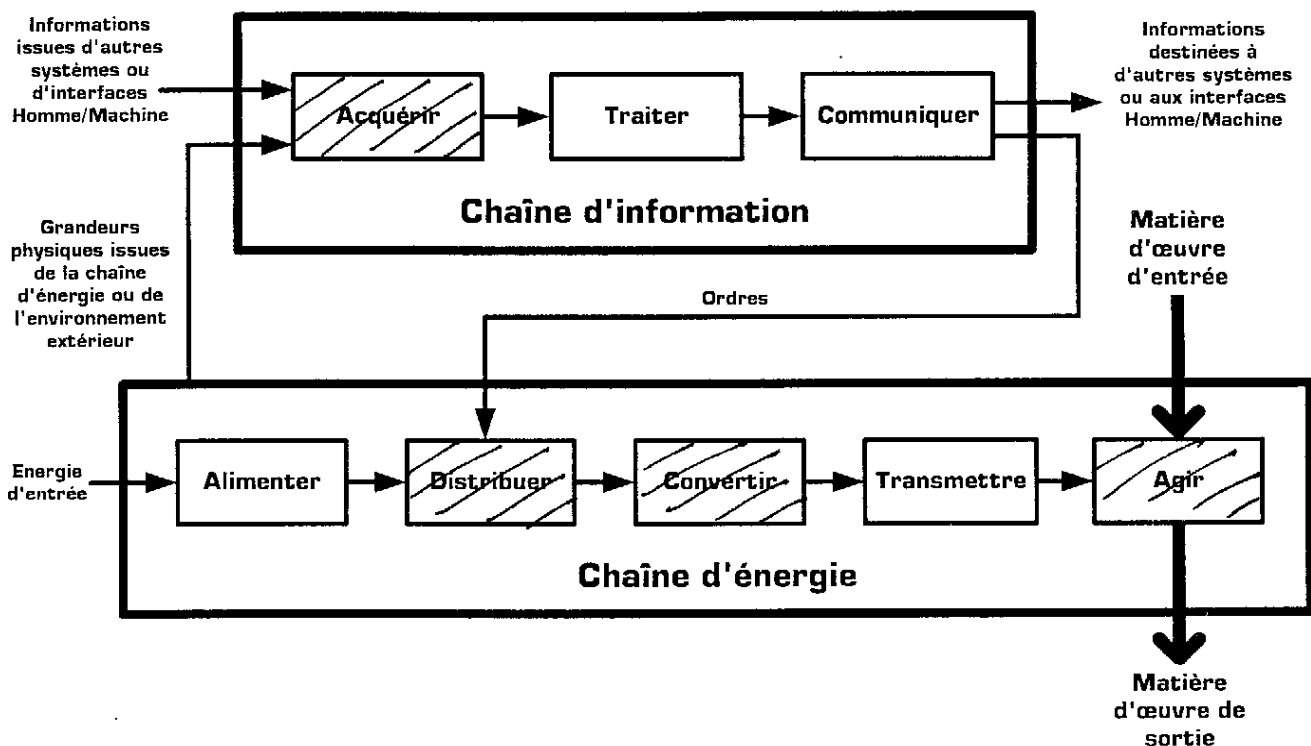 Informations
issues d'autres
systèmes ou
d'interfaces
Homme/Machine
Informations
destinées à
d'autres systèmes
ou aux interfaces
Homme/Machine
Acquérir
Traiter
Communiquer
Chaîne d'information
Grandeurs
physiques issues
de la chaîne
d'énergie ou de
l'environnement
extérieur
Matière
d'œuvre
d'entrée
Ordres
Energie
d'entrée
Alimenter
Distribuer
Convertir
Transmettre
Agir
Chaîne d'énergie
Matière
d'œuvre de
sortie